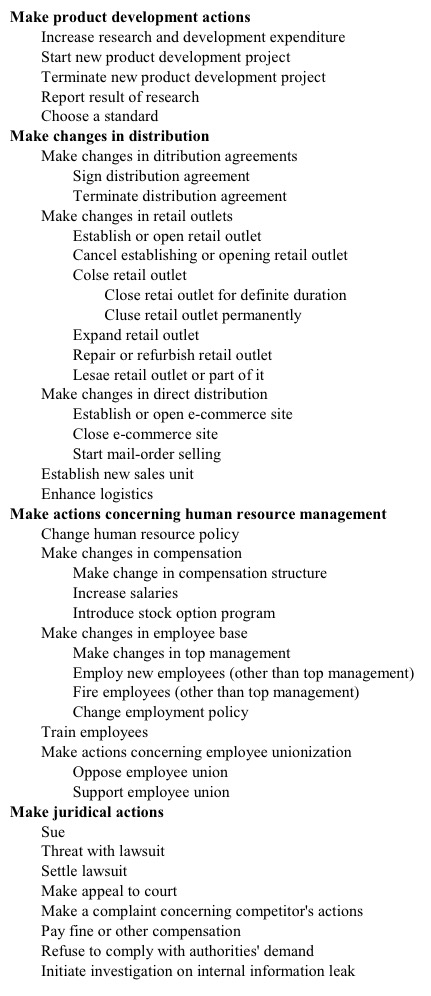 Make product development actions
Increase research and development expenditure
Start new product development project
Terminate new product development project
Report result of research
Choose a standard
Make changes in distribution
Make changes in ditribution agreements
Sign distribution agreement
Terminate distribution agreement
Make changes in retail outlets
Establish or open retail outlet
Cancel establishing or opening retail outlet
Colse retail outlet
Close retai outlet for definite duration
Cluse retail outlet permanently
Expand retail outlet
Repair or refurbish retail outlet
Lesae retail outlet or part of it
Make changes in direct distribution
Establish or open e-commerce site
Close e-commerce site
Start mail-order selling
Establish new sales unit
Enhance logistics
Make actions concerning human resource management
Change human resource policy
Make changes in compensation
Make change in compensation structure
Increase salaries
Introduce stock option program
Make changes in employee base
Make changes in top management
Employ new employees (other than top management)
Fire employees (other than top management)
Change employment policy
Train employees
Make actions concerning employee unionization
Oppose employee union
Support employee union
Make juridical actions
Sue
Threat with lawsuit
Settle lawsuit
Make appeal to court
Make a complaint concerning competitor's actions
Pay fine or other compensation
Refuse to comply with authorities' demand
Initiate investigation on internal information leak